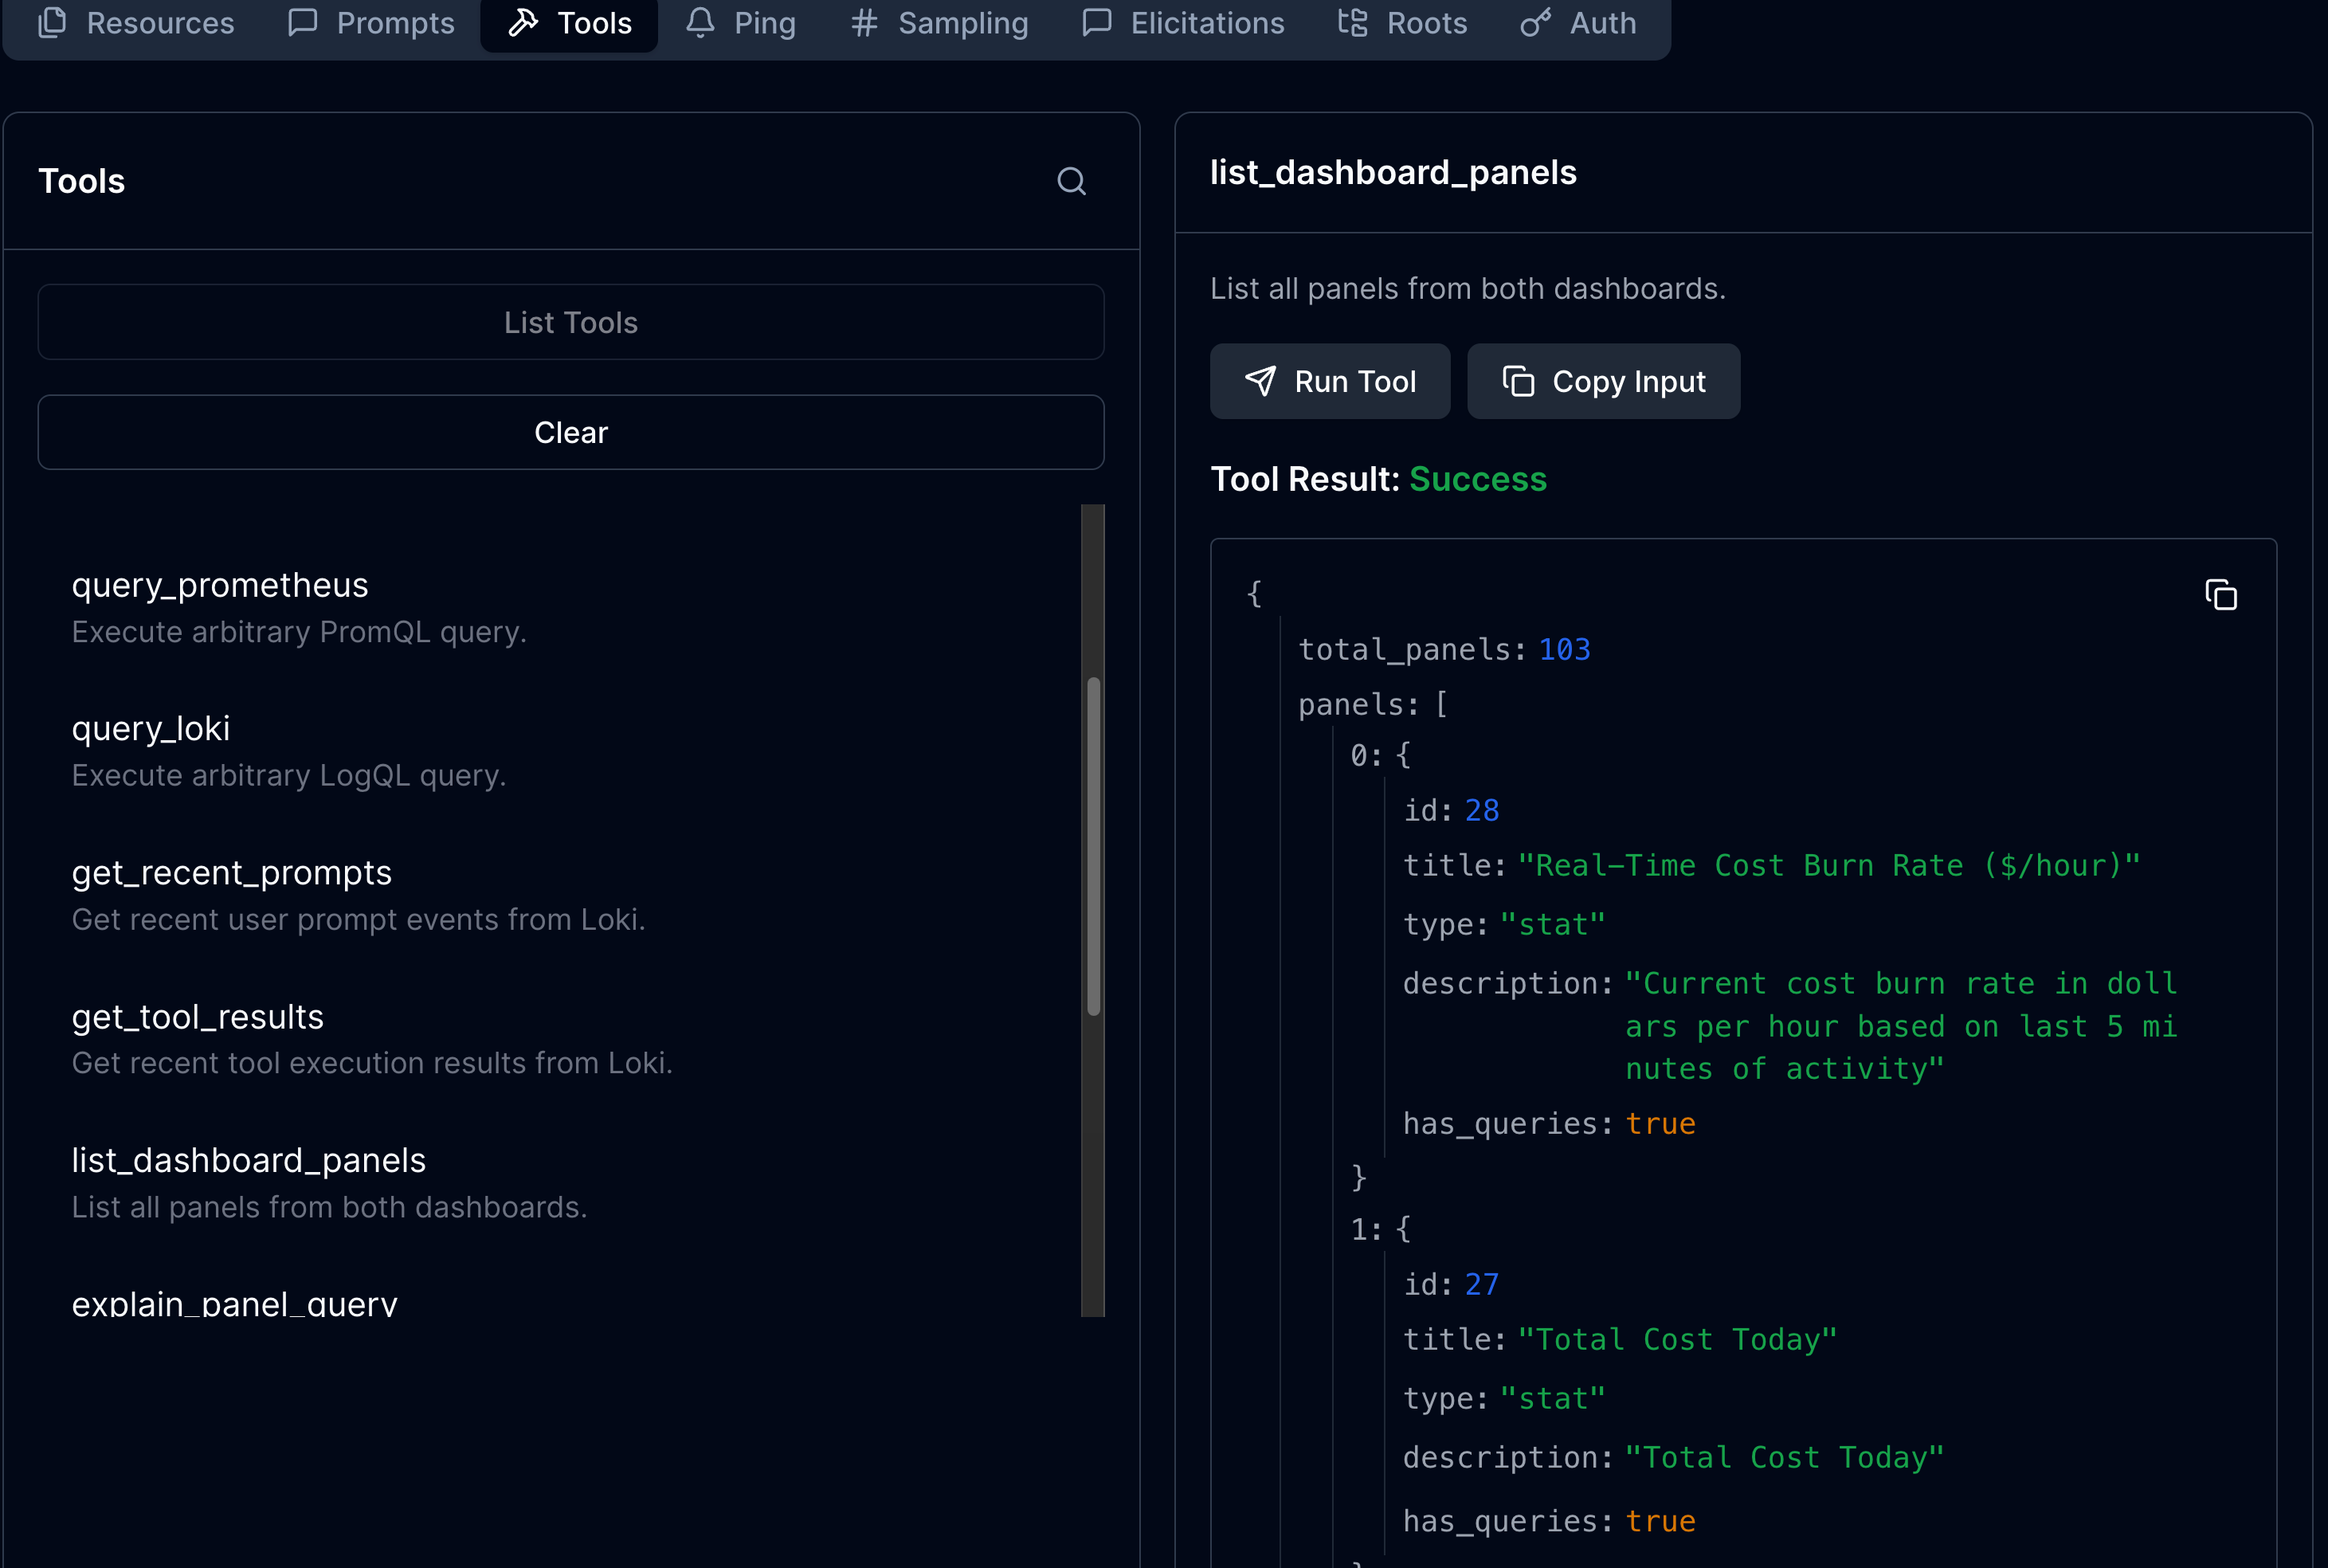 Resources
Prompts
Tools
Ping
Sampling
Elicitations
Roots
Auth
Tools
List Tools
Clear
query_prometheus
Execute arbitrary PromQL query.
query_loki
Execute arbitrary LogQL query.
get_recent_prompts
Get recent user prompt events from Loki.
get_tool_results
Get recent tool execution results from Loki.
list_dashboard_panels
List all panels from both dashboards.
explain_panel_query
list_dashboard_panels
List all panels from both dashboards.
Run Tool
Copy Input
Tool Result: Success
{
total_panels: 103
panels: [
0: {
id: 28
title: "Real-Time Cost Burn Rate ($/hour)"
type: "stat"
description: "Current cost burn rate in doll
ars per hour based on last 5 mi
nutes of activity"
has_queries: true
}
1: {
id: 27
title: "Total Cost Today"
type: "stat"
description: "Total Cost Today"
has_queries: true
}